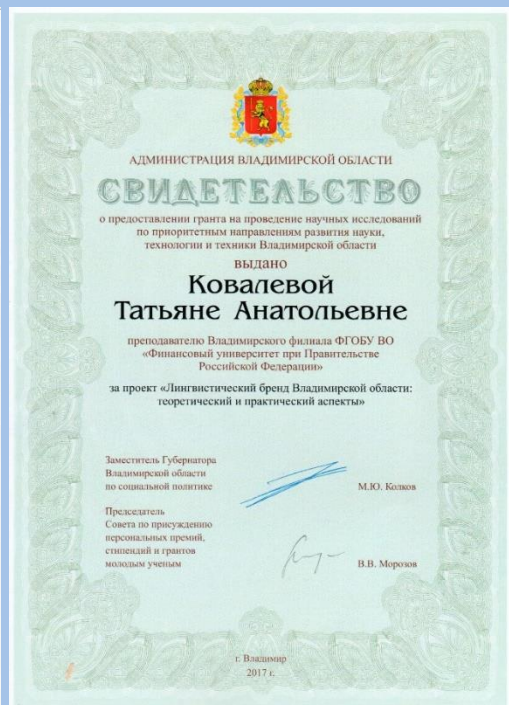 АДМИНИСТРАЦИЯ ВЛАДИМИРСКОЙ ОБЛАСТИ
СВИДЕТЕЛЬСТВО
о предоставлении гранта на проведение научных исследований
по приоритетным направлениям развития науки,
технологии и техники Владимирской области
выдано
Ковалевой
Татьяне Анатольевне
преподавателю Владимирского филиала ФГОБУ ВО
«Финансовый университет при Правительстве
Российской Федерации»
за проект «Лингвистический бренд Владимирской области:
теоретический и практический аспекты»
Заместитель Губернатора
Владимирской области
по социальной политике
М.Ю. Колков
Председатель
Совета по присуждению
персональных премий,
стипендий и грантов
молодым ученым
В.В. Морозов
г. Владимир
2017 г.